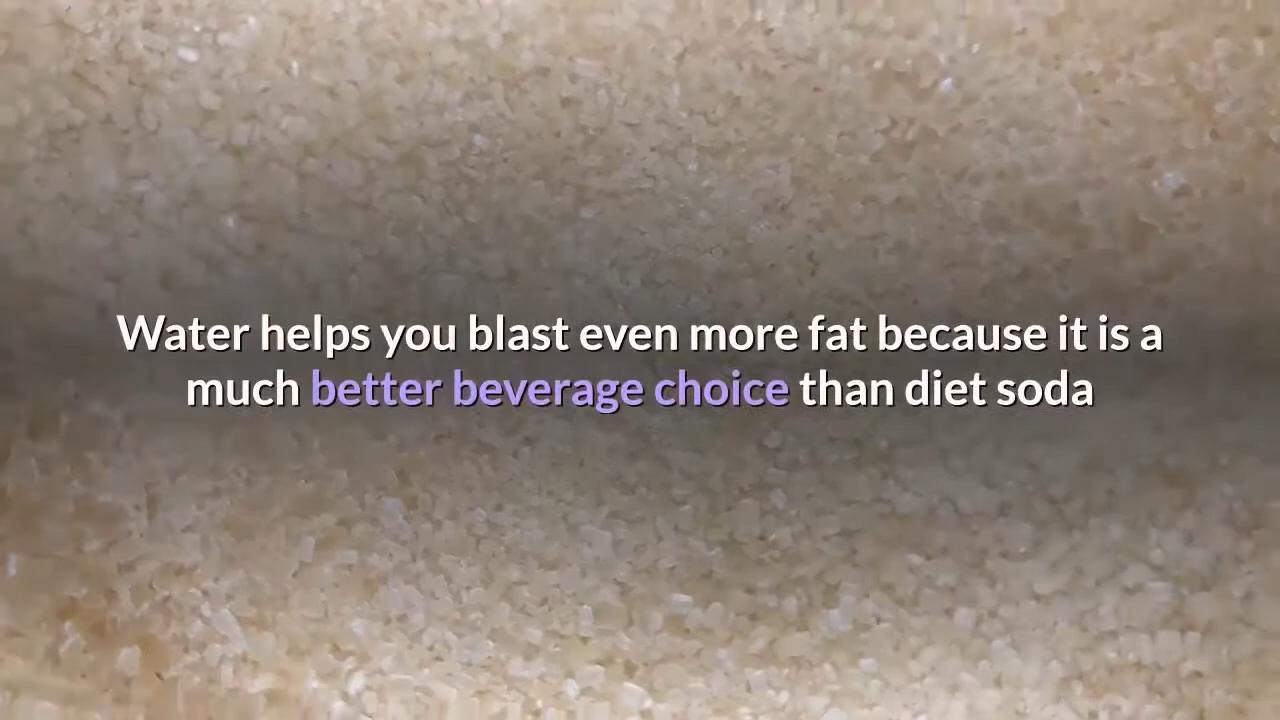 Water helps you blast even more fat because it is a
much better beverage choice than diet soda